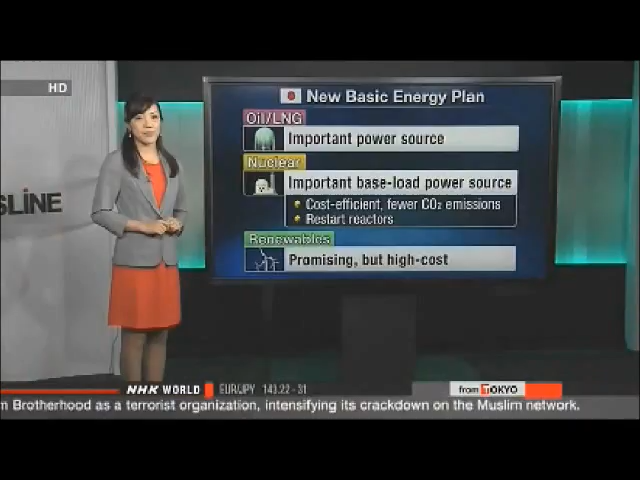 HD
SLINE
New Basic Energy Plan
Oil/LNG
Important power source
Nuclear
Important base-load power source
Cost-efficient, fewer CO₂ emissions
Restart reactors
Renewables
Promising, but high-cost
NHK WORLD EUR/JPY 143.22-31 from TOKYO
m Brotherhood as a terrorist organization, intensifying its crackdown on the Muslim network.